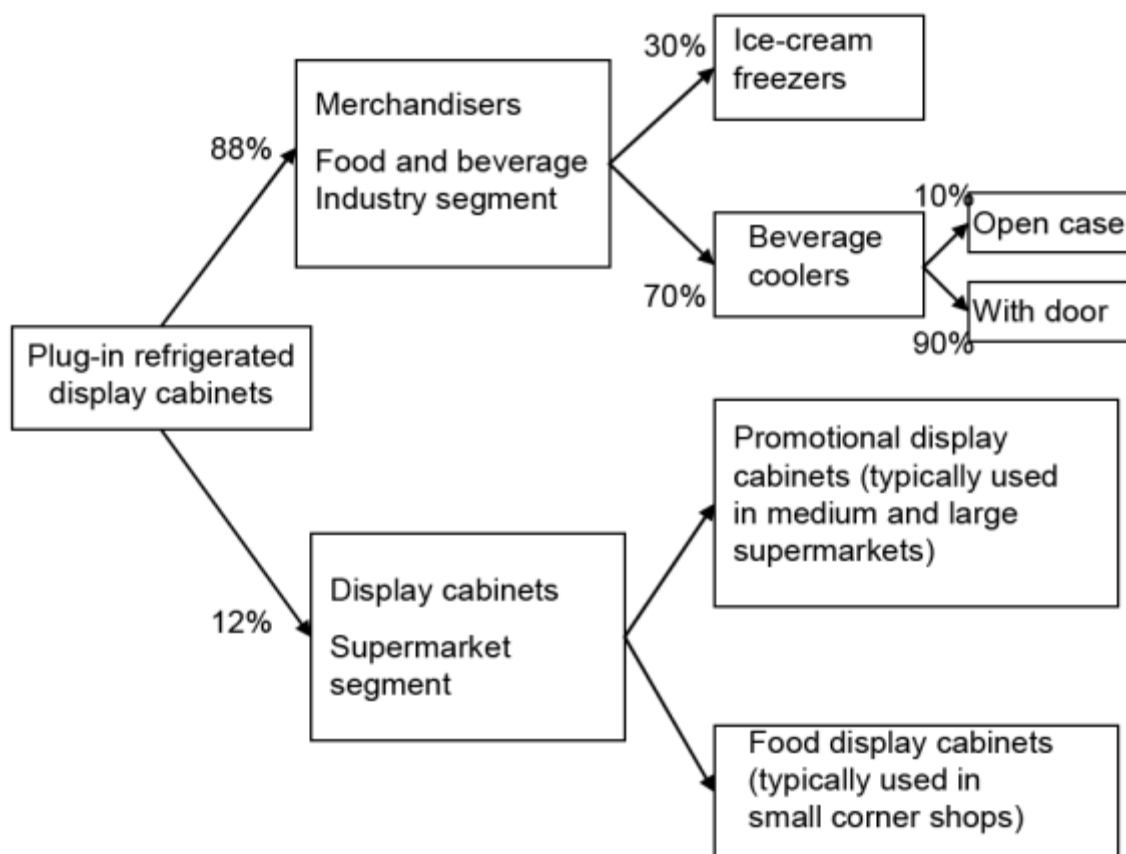 30%
Ice-cream
freezers
Merchandisers
Food and beverage
Industry segment
88%
10%
Open case
Beverage
coolers
70%
With door
90%
Plug-in refrigerated
display cabinets
Promotional display
cabinets (typically used
in medium and large
supermarkets)
Display cabinets
Supermarket
segment
12%
Food display cabinets
(typically used in
small corner shops)